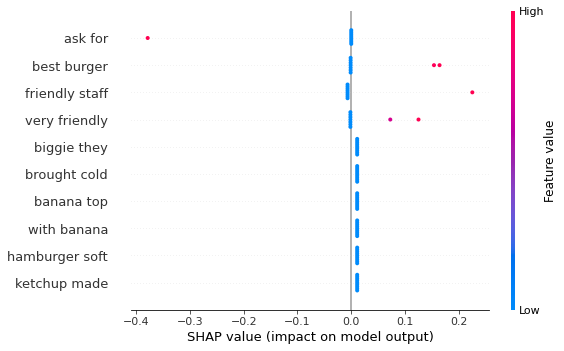 High
ask for
best burger
friendly staff
very friendly
biggie they
brought cold
banana top
with banana
hamburger soft
ketchup made
Feature value
Low
−0.4 −0.3 −0.2 −0.1 0.0 0.1 0.2
SHAP value (impact on model output)